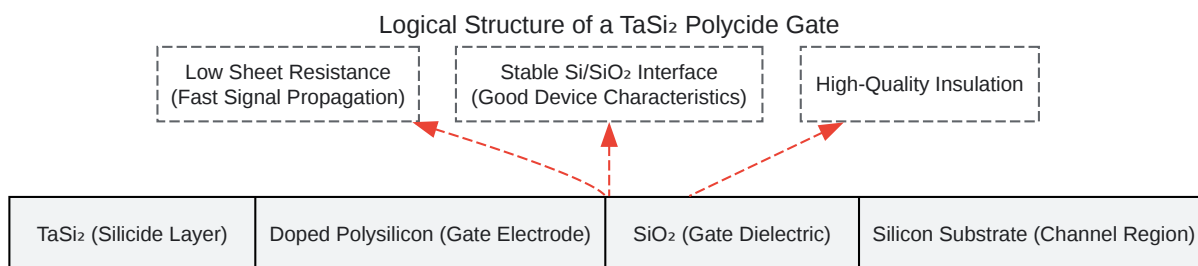 Logical Structure of a TaSi₂ Polycide Gate
Low Sheet Resistance
(Fast Signal Propagation)
Stable Si/SiO₂ Interface
(Good Device Characteristics)
High-Quality Insulation
TaSi₂ (Silicide Layer)
Doped Polysilicon (Gate Electrode)
SiO₂ (Gate Dielectric)
Silicon Substrate (Channel Region)